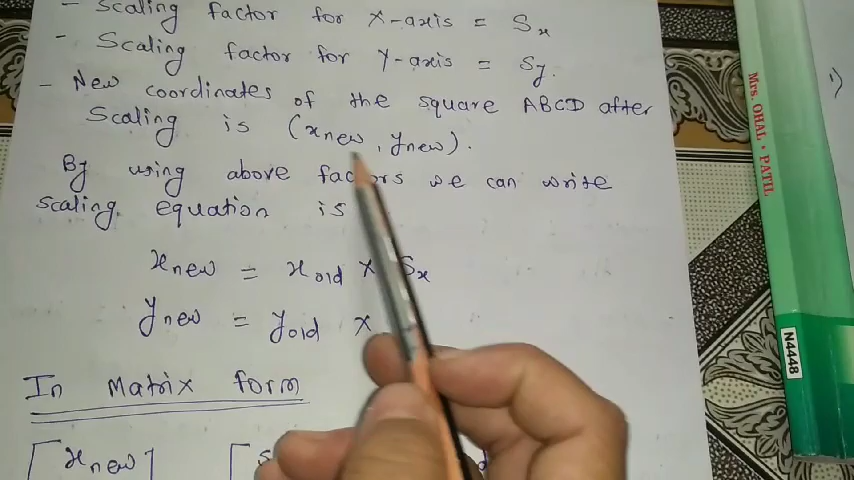 - Scaling factor for X-axis = Sx
- Scaling factor for Y-axis = Sy.
- New coordinates of the square ABCD after
Scaling is (xnew, ynew).
By using above factors we can write
scaling equation is
xnew = xold × Sx
ynew = yold ×
In Matrix form
xnew
Mrs. OHAL • PATIL
N4448
1)